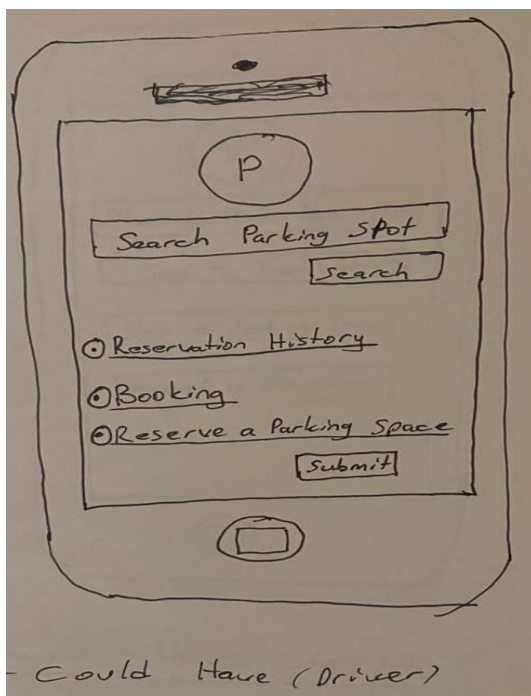 P
Search Parking Spot
Search
Reservation History
Booking
Reserve a Parking Space
Submit
- Could Have (Driver)